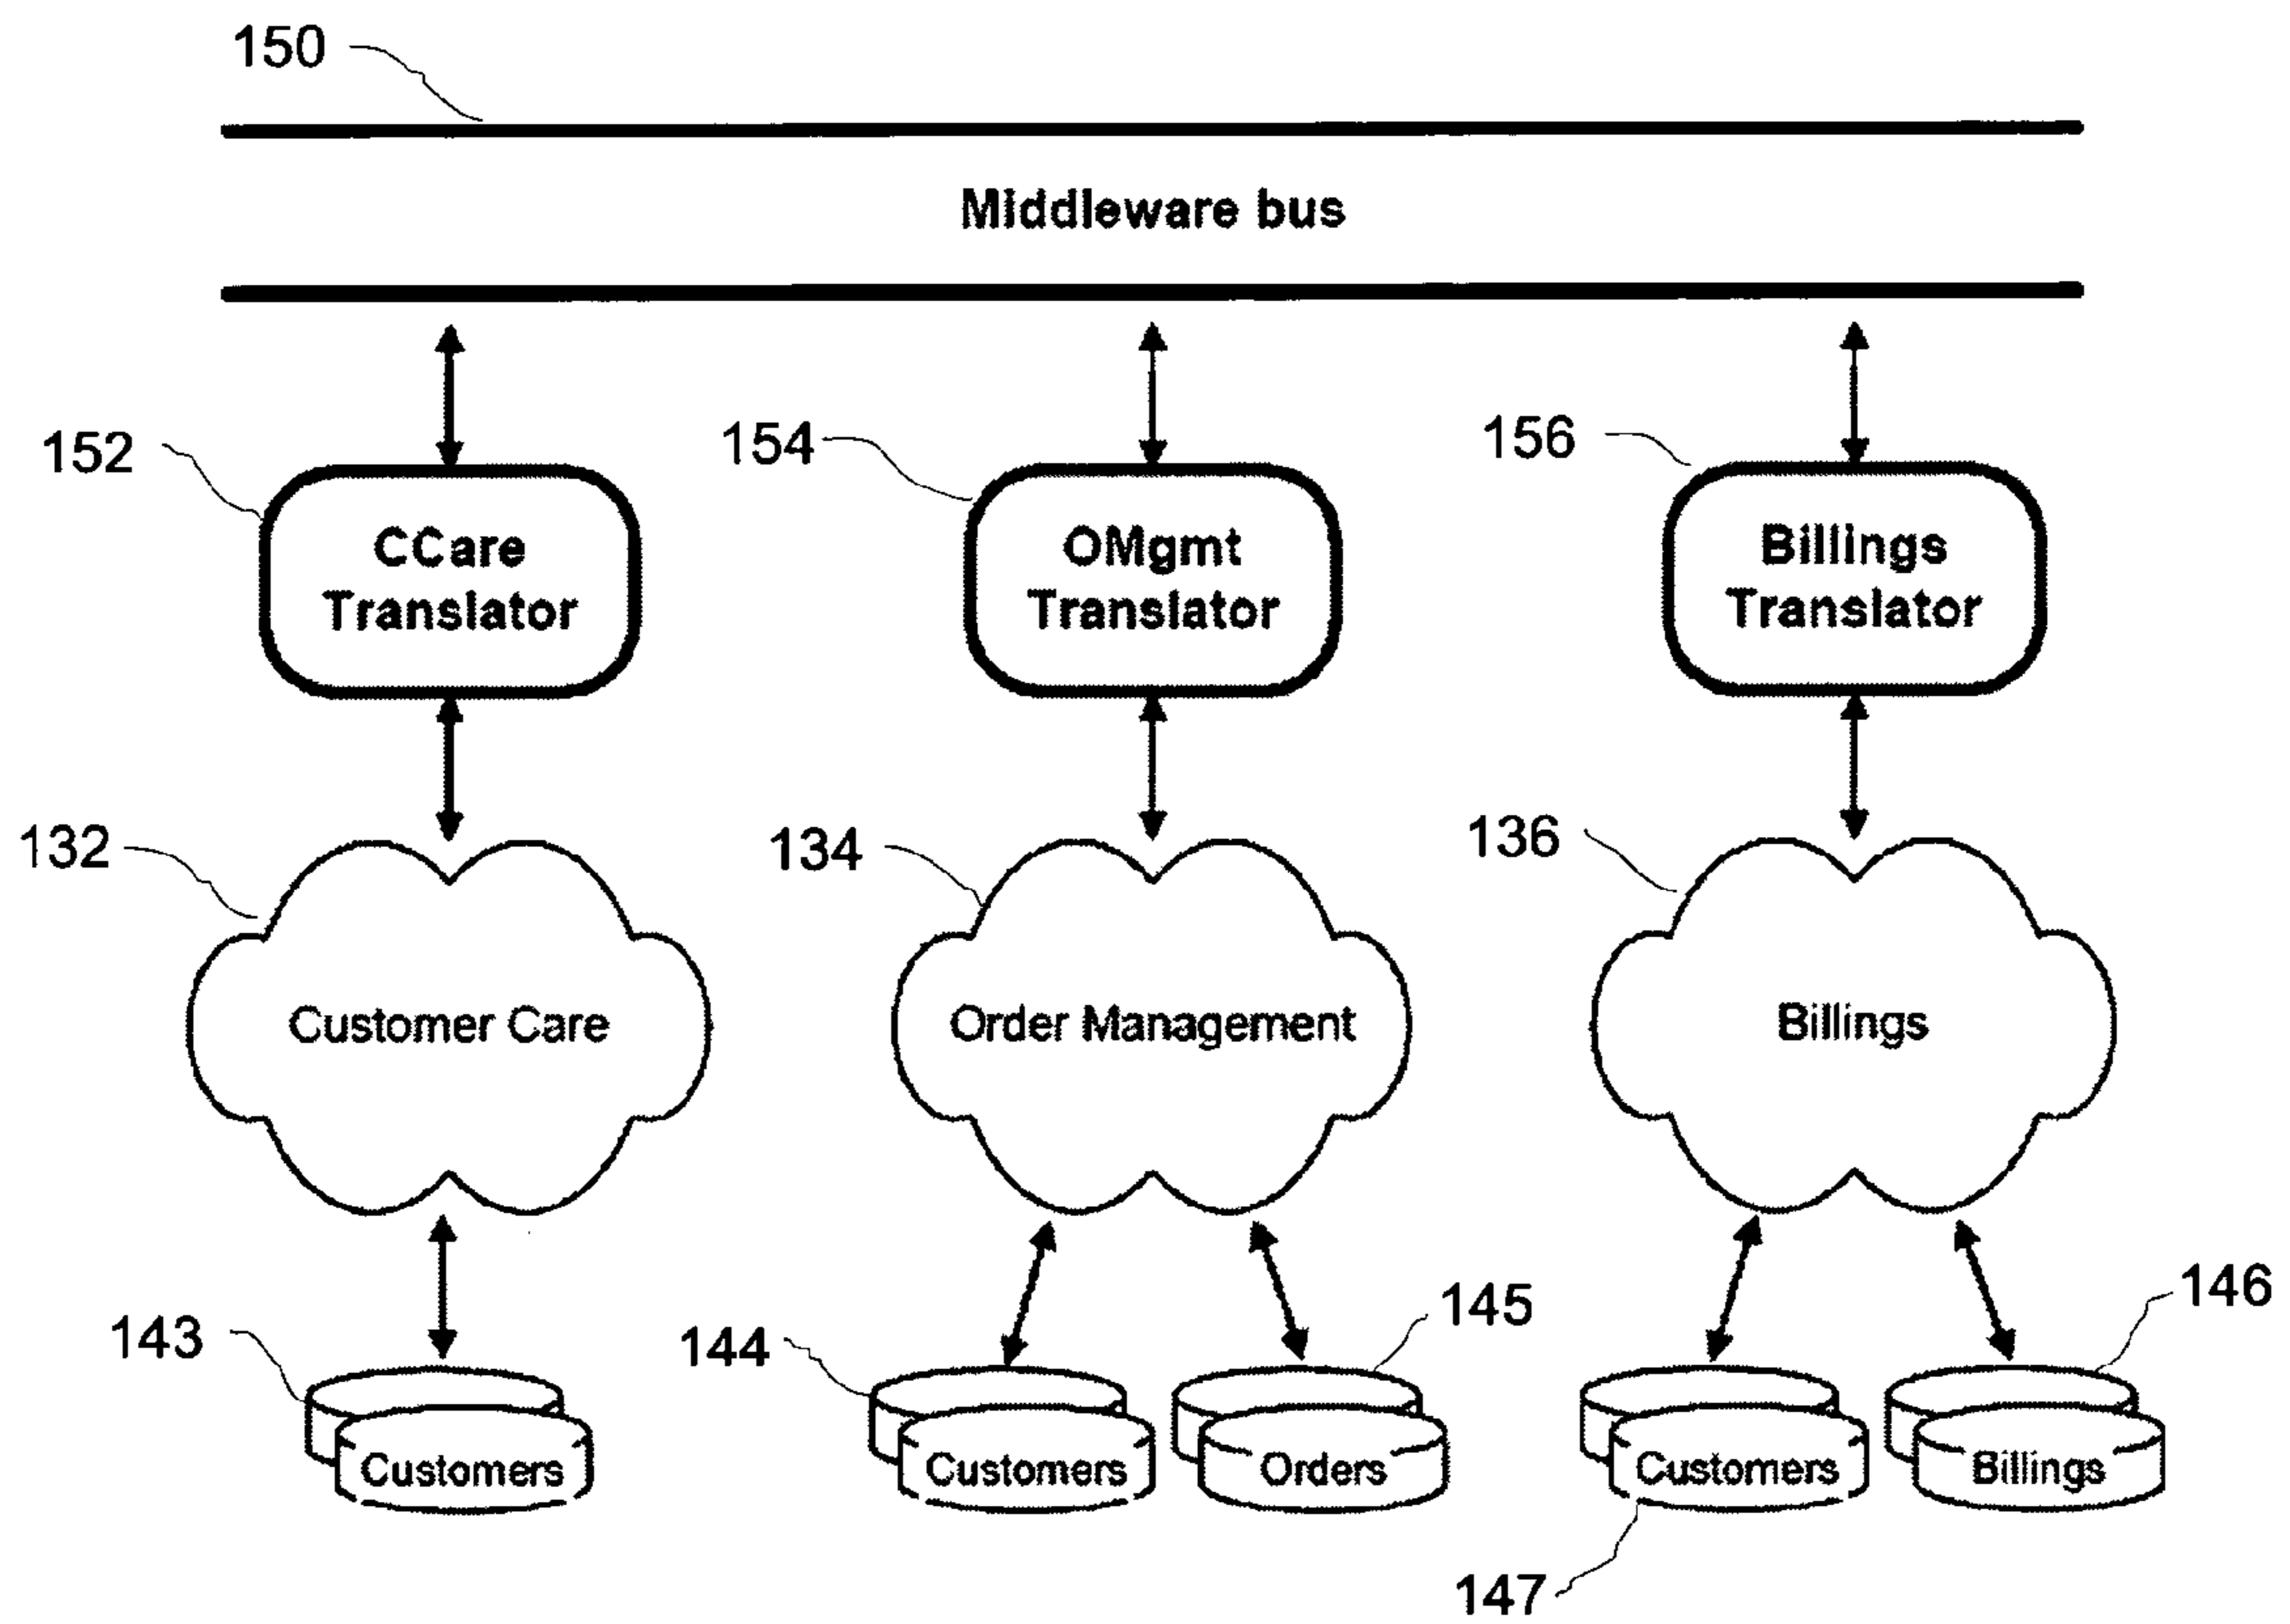 150
Middleware bus
152
154
156
CCare
Translator
OMgmt
Translator
Billings
Translator
132
134
136
Customer Care
Order Management
Billings
143
144
145
146
Customers
Customers
Orders
Customers
Billings
147